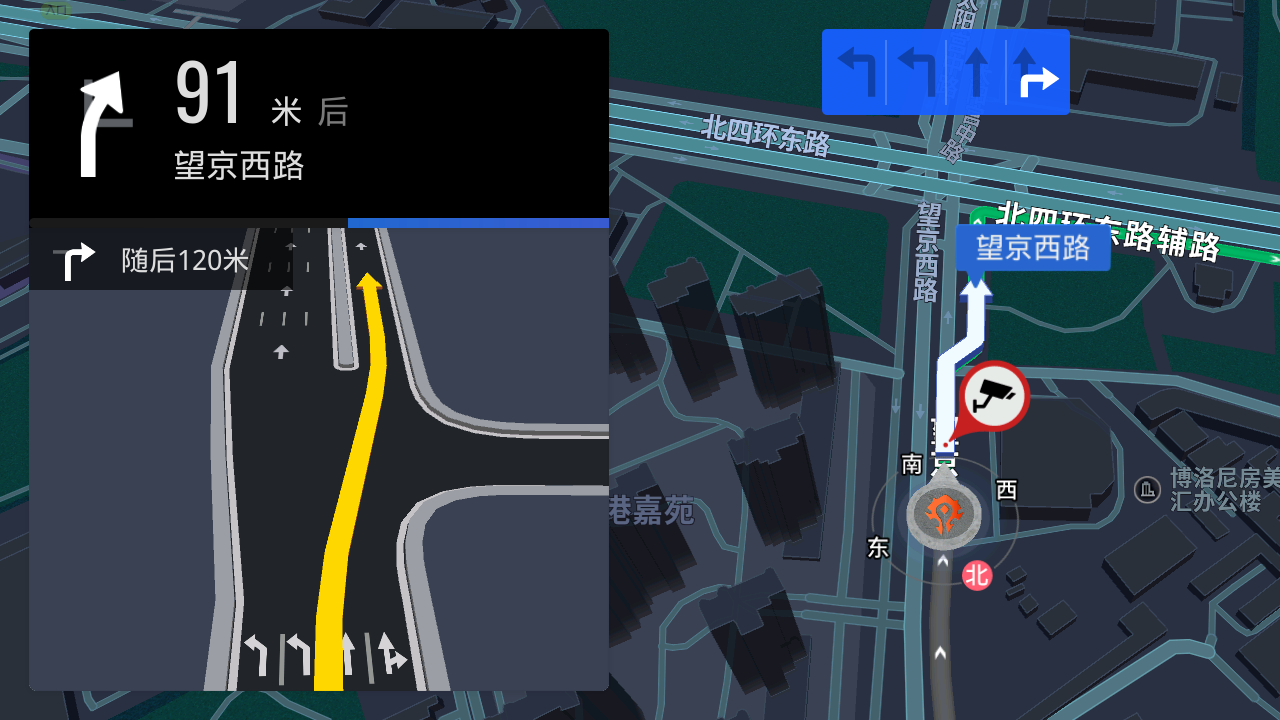 91 米 后
望京西路
随后120米
北四环东路
望京西路
北四环东路辅路
望京西路
南
西
东
北
港嘉苑
博洛尼房美
汇办公楼